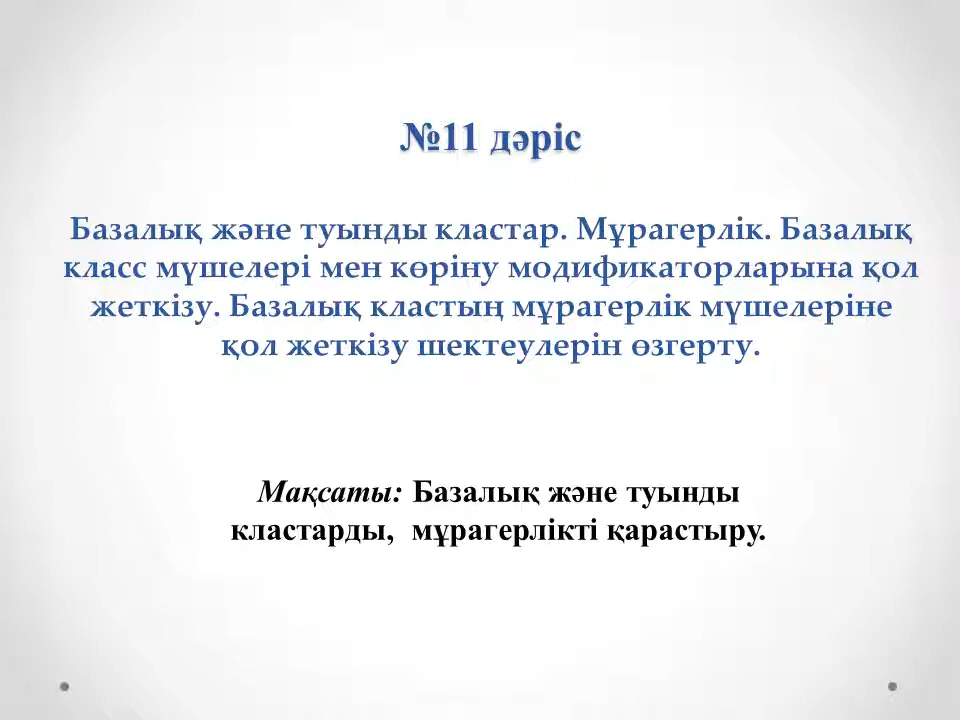 №11 дәріс
Базалық және туынды кластар. Мұрагерлік. Базалық
класс мүшелері мен көріну модификаторларына қол
жеткізу. Базалық кластың мұрагерлік мүшелеріне
қол жеткізу шектеулерін өзгерту.
Мақсаты: Базалық және туынды
кластарды, мұрагерлікті қарастыру.